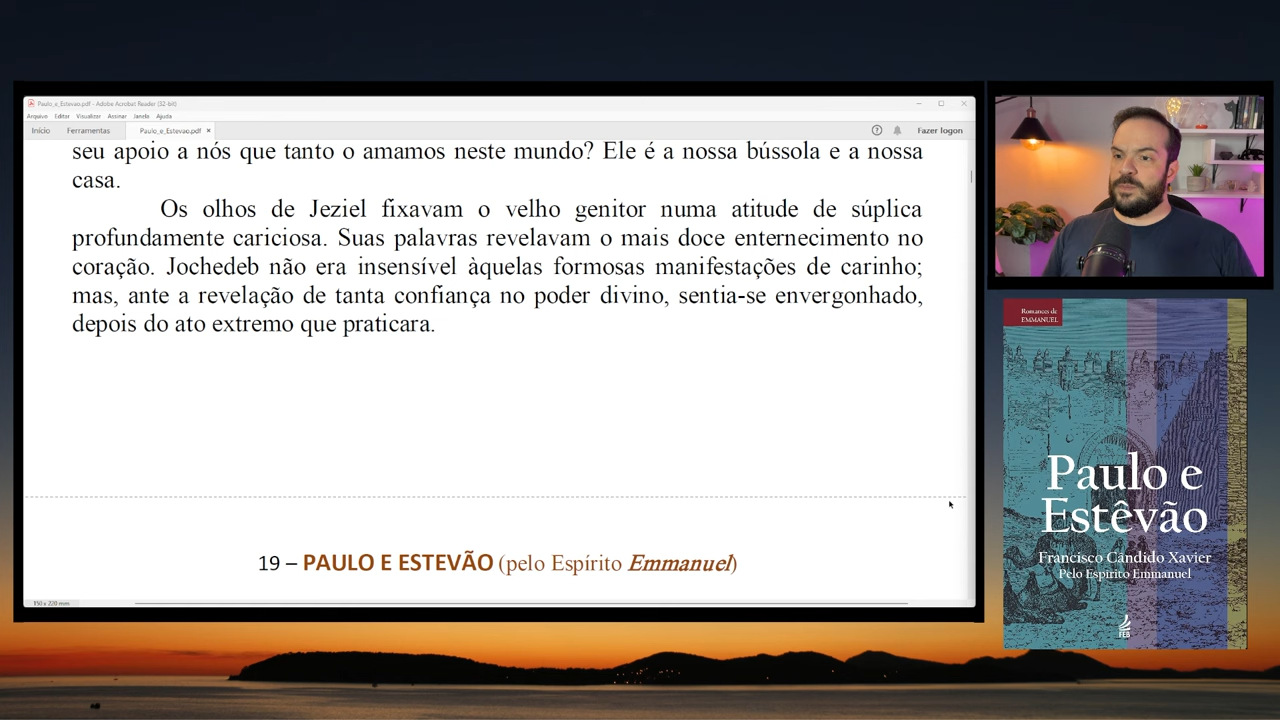 Paulo_e_Estevao.pdf - Adobe Acrobat Reader (32-bit)
Arquivo Editar Visualizar Assinar Janela Ajuda
Início Ferramentas Paulo_e_Estevao.pdf × Fazer logon
seu apoio a nós que tanto o amamos neste mundo? Ele é a nossa bússola e a nossa
casa.
Os olhos de Jeziel fixavam o velho genitor numa atitude de súplica
profundamente cariciosa. Suas palavras revelavam o mais doce enternecimento no
coração. Jochedeb não era insensível àquelas formosas manifestações de carinho;
mas, ante a revelação de tanta confiança no poder divino, sentia-se envergonhado,
depois do ato extremo que praticara.
19 – PAULO E ESTEVÃO (pelo Espírito Emmanuel)
150 x 220 mm
Romances de
EMMANUEL
Paulo e
Estêvão
Francisco Cândido Xavier
Pelo Espírito Emmanuel
FEB